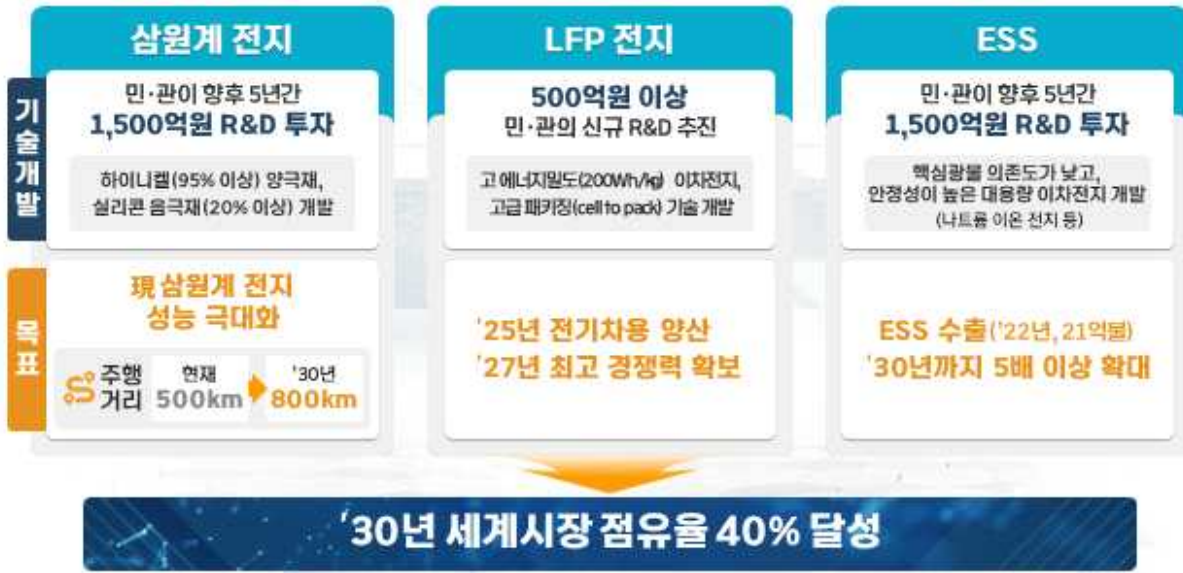 삼원계 전지
LFP 전지
ESS
기술개발
민·관이 향후 5년간
1,500억원 R&D 투자
하이니켈(95% 이상) 양극재,
실리콘 음극재(20% 이상) 개발
500억원 이상
민·관의 신규 R&D 추진
고 에너지밀도(200Wh/kg) 이차전지,
고급 패키징(cell to pack) 기술 개발
민·관이 향후 5년간
1,500억원 R&D 투자
핵심광물 의존도가 낮고,
안정성이 높은 대용량 이차전지 개발
(나트륨 이온 전지 등)
목표
現 삼원계 전지
성능 극대화
주행
거리
현재
500km
'30년
800km
'25년 전기차용 양산
'27년 최고 경쟁력 확보
ESS 수출('22년, 21억불)
'30년까지 5배 이상 확대
'30년 세계시장 점유율 40% 달성